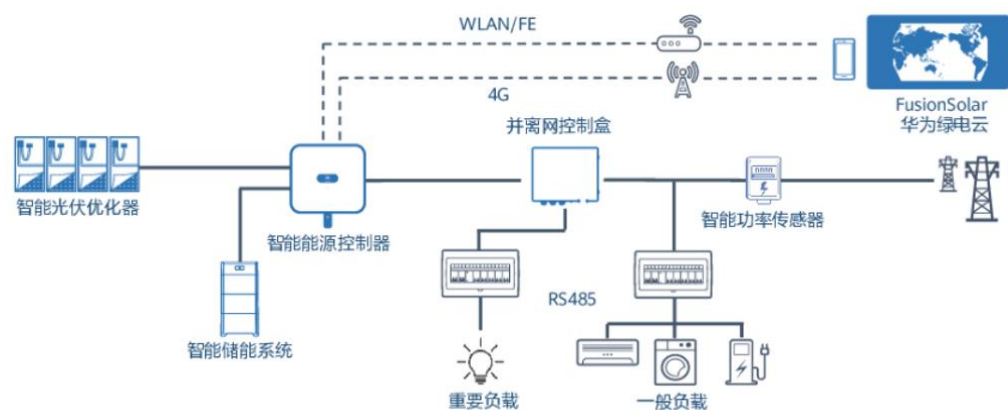 WLAN/FE
4G
FusionSolar
华为绿电云
并离网控制盒
智能光伏优化器
智能能源控制器
智能功率传感器
RS485
智能储能系统
重要负载
一般负载